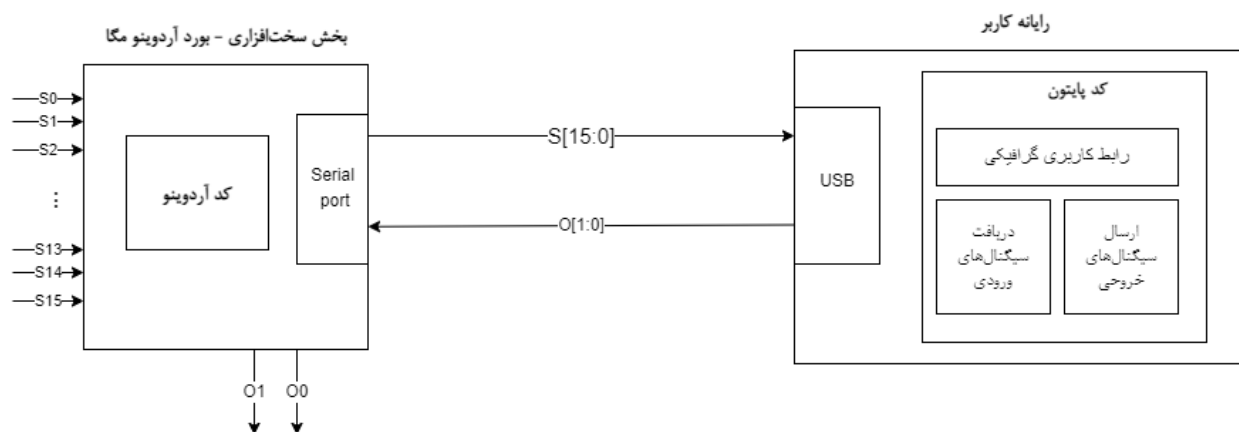 رایانه کاربر
بخش سخت‌افزاری – بورد آردوینو مگا
کد پایتون
S0
S1
S2
⋮
S13
S14
S15
کد آردوینو
Serial
port
S[15:0]
O[1:0]
USB
رابط کاربری گرافیکی
ارسال
سیگنال‌های
خروجی
دریافت
سیگنال‌های
ورودی
O1
O0